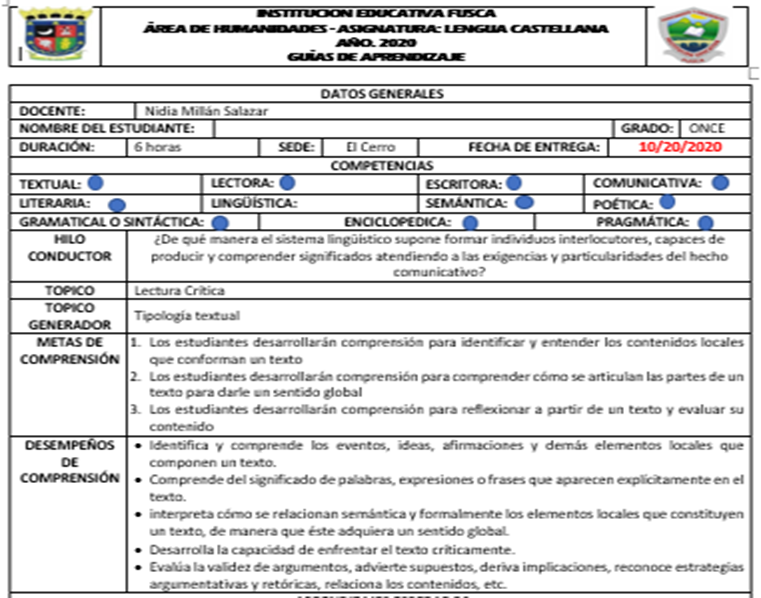 INSTITUCION EDUCATIVA FUSCA
ÁREA DE HUMANIDADES - ASIGNATURA: LENGUA CASTELLANA
AÑO. 2020
GUÍAS DE APRENDIZAJE
DATOS GENERALES
DOCENTE: Nidia Millán Salazar
NOMBRE DEL ESTUDIANTE: GRADO: ONCE
DURACIÓN: 6 horas SEDE: El Cerro FECHA DE ENTREGA: 10/20/2020
COMPETENCIAS
TEXTUAL: LECTORA: ESCRITORA: COMUNICATIVA:
LITERARIA: LINGÜÍSTICA: SEMÁNTICA: POÉTICA:
GRAMATICAL O SINTÁCTICA: ENCICLOPEDICA: PRAGMÁTICA:
HILO CONDUCTOR
¿De qué manera el sistema lingüístico supone formar individuos interlocutores, capaces de
producir y comprender significados atendiendo a las exigencias y particularidades del hecho
comunicativo?
TOPICO Lectura Crítica
TOPICO GENERADOR
Tipología textual
METAS DE COMPRENSIÓN
1. Los estudiantes desarrollarán comprensión para identificar y entender los contenidos locales
que conforman un texto
2. Los estudiantes desarrollarán comprensión para comprender cómo se articulan las partes de un
texto para darle un sentido global
3. Los estudiantes desarrollarán comprensión para reflexionar a partir de un texto y evaluar su
contenido
DESEMPEÑOS DE COMPRENSIÓN
• Identifica y comprende los eventos, ideas, afirmaciones y demás elementos locales que
componen un texto.
• Comprende del significado de palabras, expresiones o frases que aparecen explícitamente en el
texto.
• interpreta cómo se relacionan semántica y formalmente los elementos locales que constituyen
un texto, de manera que éste adquiera un sentido global.
• Desarrolla la capacidad de enfrentar el texto críticamente.
• Evalúa la validez de argumentos, advierte supuestos, deriva implicaciones, reconoce estrategias
argumentativas y retóricas, relaciona los contenidos, etc.